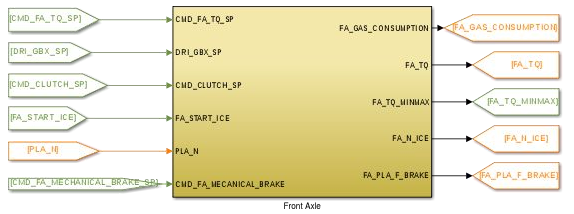 [CMD_FA_TQ_SP]
CMD_FA_TQ_SP
FA_GAS_CONSUMPTION
[FA_GAS_CONSUMPTION]
[DRI_GBX_SP]
DRI_GBX_SP
FA_TQ
[FA_TQ]
[CMD_CLUTCH_SP]
CMD_CLUTCH_SP
FA_TQ_MINMAX
[FA_TQ_MINMAX]
[FA_START_ICE]
FA_START_ICE
FA_N_ICE
[FA_N_ICE]
[PLA_N]
PLA_N
FA_PLA_F_BRAKE
[FA_PLA_F_BRAKE]
[CMD_FA_MECHANICAL_BRAKE_SP]
CMD_FA_MECANICAL_BRAKE
Front Axle